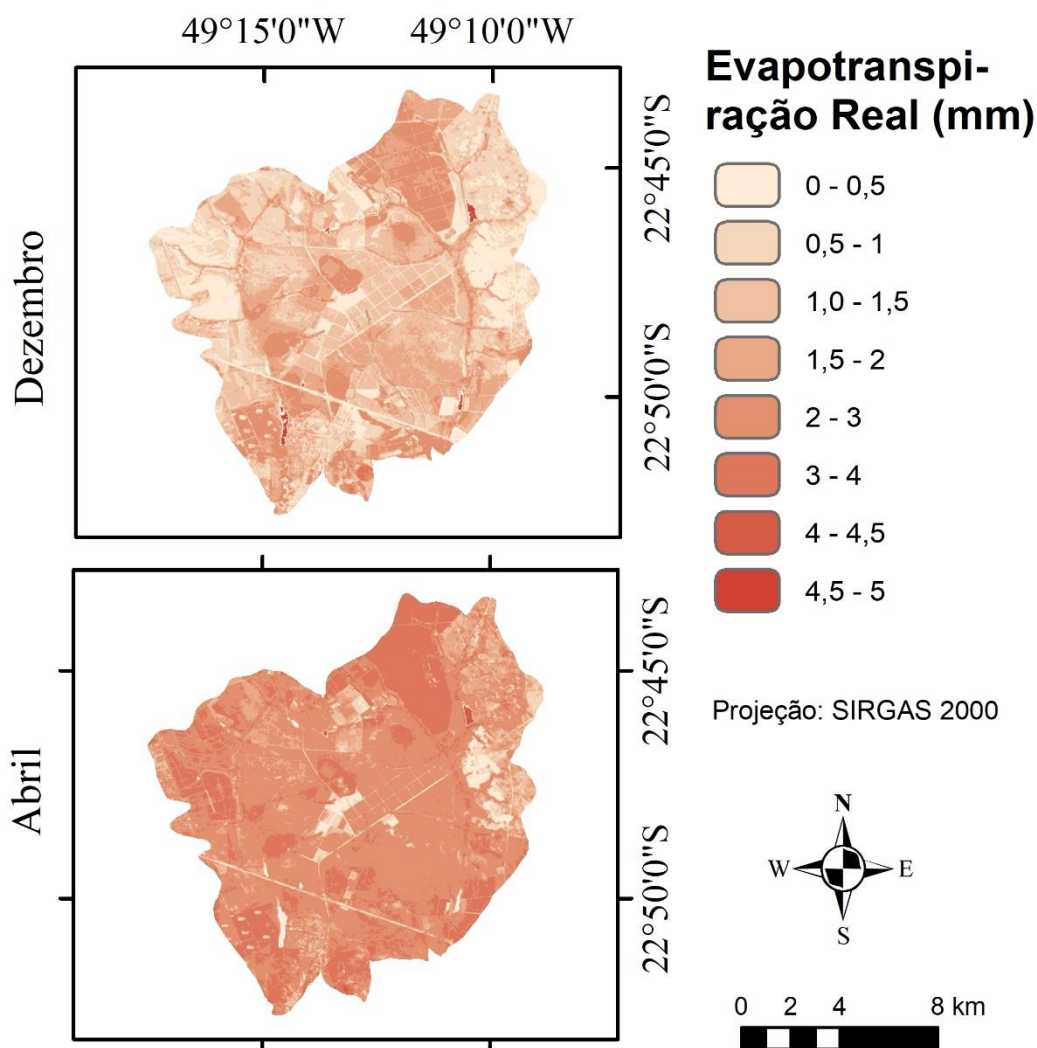 49°15'0"W 49°10'0"W
Dezembro
22°45'0"S
22°50'0"S
Abril
22°45'0"S
22°50'0"S
Evapotranspi-
ração Real (mm)
0 - 0,5
0,5 - 1
1,0 - 1,5
1,5 - 2
2 - 3
3 - 4
4 - 4,5
4,5 - 5
Projeção: SIRGAS 2000
N
W E
S
0 2 4 8 km